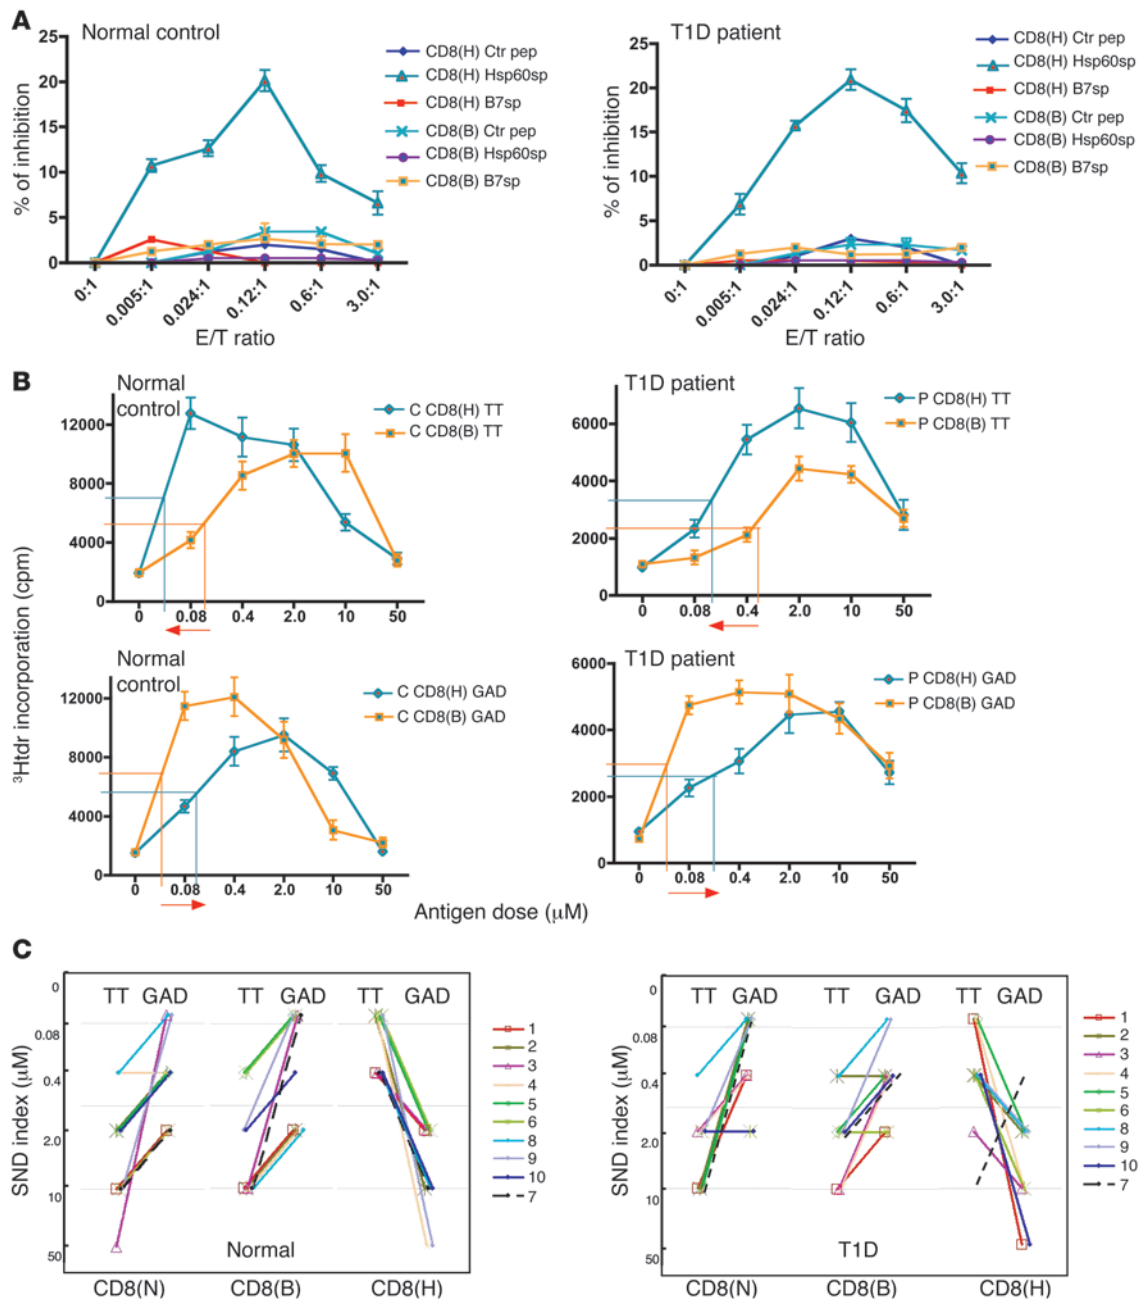 A
Normal control
25
20
15
10
5
0
% of inhibition
0:1
0.005:1
0.024:1
0.12:1
0.6:1
3.0:1
E/T ratio
CD8(H) Ctr pep
CD8(H) Hsp60sp
CD8(H) B7sp
CD8(B) Ctr pep
CD8(B) Hsp60sp
CD8(B) B7sp
T1D patient
25
20
15
10
5
0
% of inhibition
0:1
0.005:1
0.024:1
0.12:1
0.6:1
3.0:1
E/T ratio
CD8(H) Ctr pep
CD8(H) Hsp60sp
CD8(H) B7sp
CD8(B) Ctr pep
CD8(B) Hsp60sp
CD8(B) B7sp
B
³Htdr incorporation (cpm)
Normal
control
12000
8000
4000
0
0 0.08 0.4 2.0 10 50
C CD8(H) TT
C CD8(B) TT
T1D patient
6000
4000
2000
0
0 0.08 0.4 2.0 10 50
P CD8(H) TT
P CD8(B) TT
Normal
control
12000
8000
4000
0
0 0.08 0.4 2.0 10 50
C CD8(H) GAD
C CD8(B) GAD
T1D patient
6000
4000
2000
0
0 0.08 0.4 2.0 10 50
P CD8(H) GAD
P CD8(B) GAD
Antigen dose (µM)
C
SND index (µM)
0
0.08
0.4
2.0
10
50
TT GAD TT GAD TT GAD
Normal
CD8(N) CD8(B) CD8(H)
1
2
3
4
5
6
8
9
10
7
SND index (µM)
0
0.08
0.4
2.0
10
50
TT GAD TT GAD TT GAD
T1D
CD8(N) CD8(B) CD8(H)
1
2
3
4
5
6
8
9
10
7